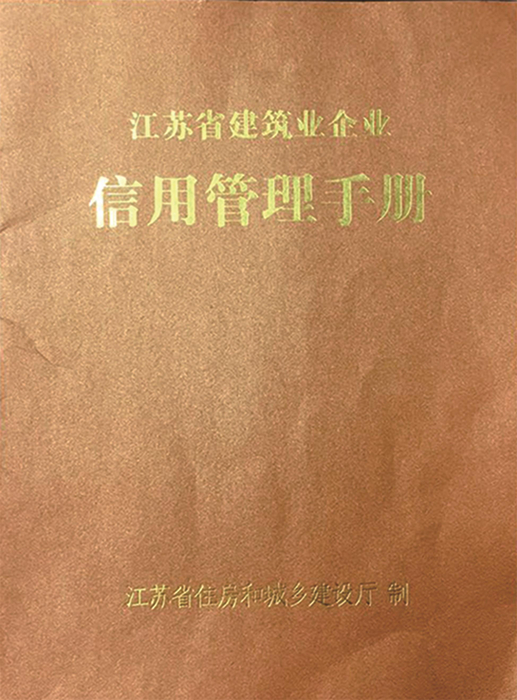 江苏省建筑业企业
信用管理手册
江苏省住房和城乡建设厅 制